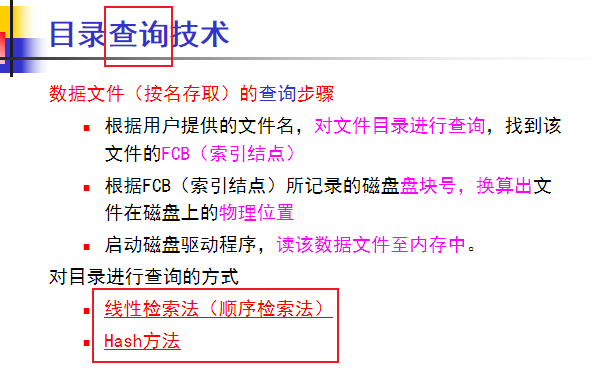 目录查询技术
数据文件（按名存取）的查询步骤
根据用户提供的文件名，对文件目录进行查询，找到该
文件的FCB（索引结点）
根据FCB（索引结点）所记录的磁盘盘块号，换算出文
件在磁盘上的物理位置
启动磁盘驱动程序，读该数据文件至内存中。
对目录进行查询的方式
线性检索法（顺序检索法）
Hash方法